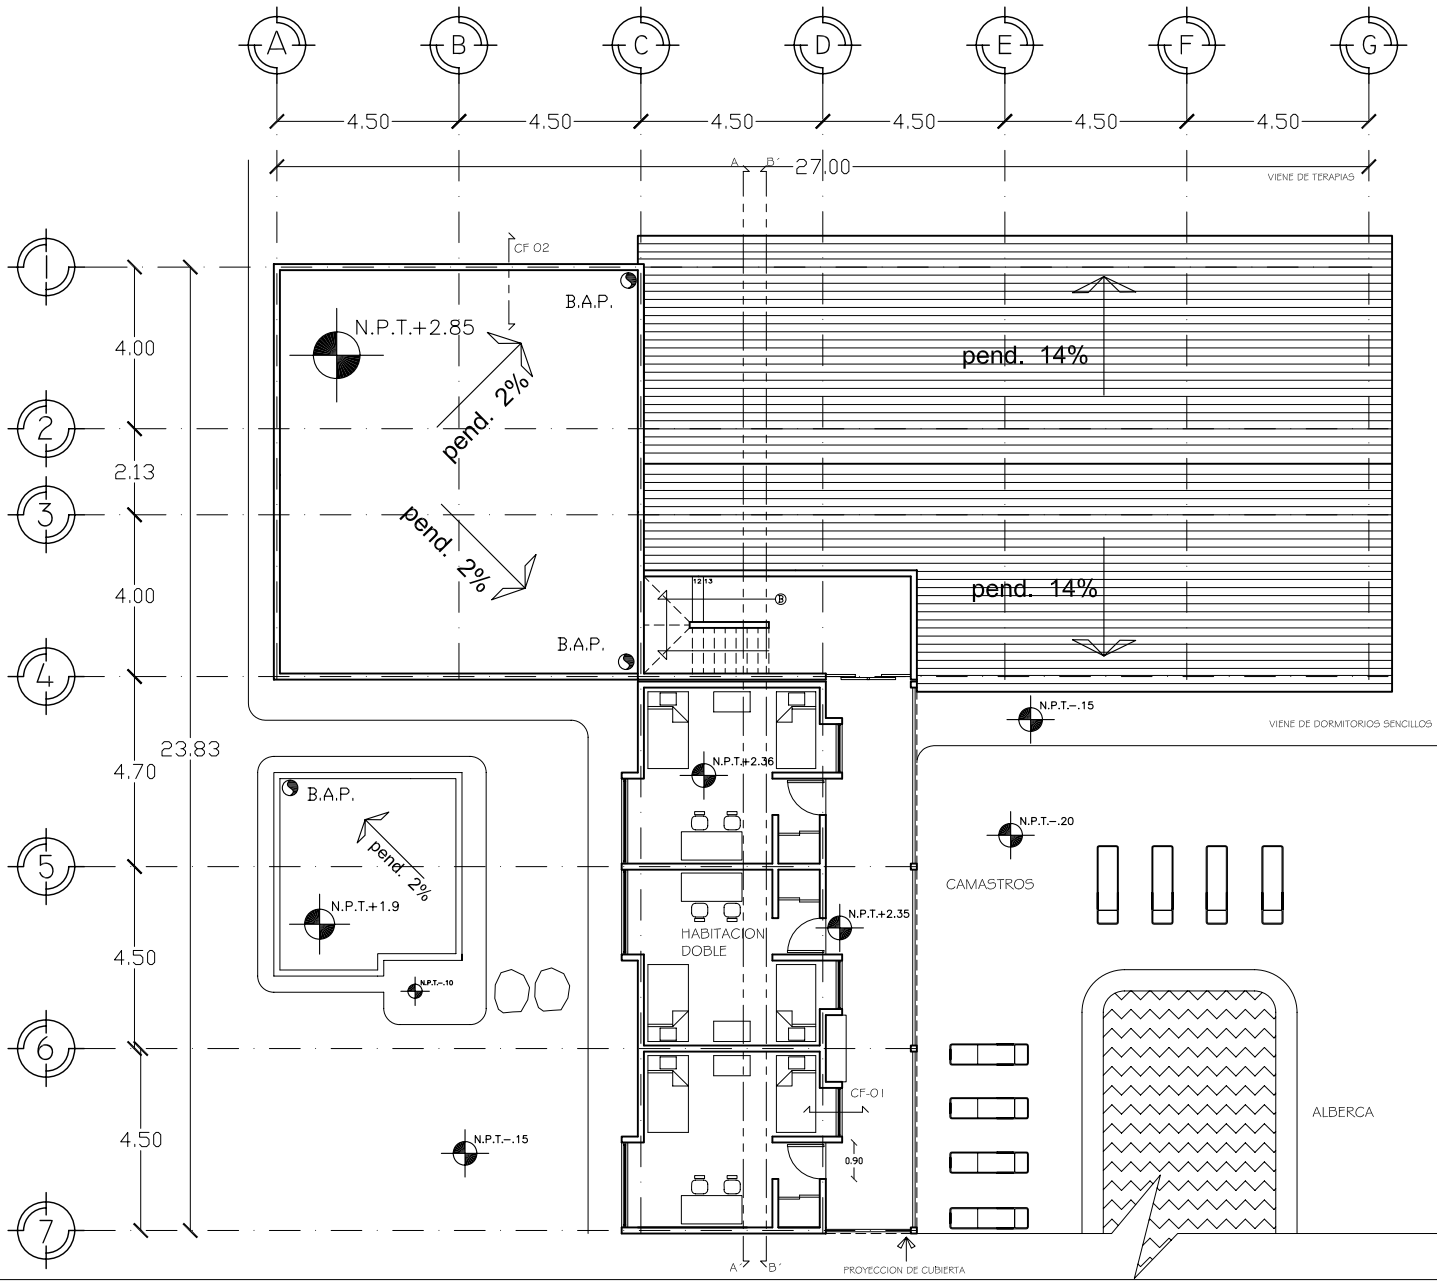 A B C D E F G
4.50 4.50 4.50 4.50 4.50 4.50
27.00
A´ B´
VIENE DE TERAPIAS
CF 02
1
B.A.P.
N.P.T.+2.85
4.00
pend. 14%
pend. 2%
2
2.13
3
pend. 2%
12 13
4.00
B
pend. 14%
B.A.P.
4
N.P.T.-.15
VIENE DE DORMITORIOS SENCILLOS
23.83
4.70
N.P.T.+2.36
B.A.P.
N.P.T.-.20
pend. 2%
5
CAMASTROS
N.P.T.+1.9
N.P.T.+2.35
HABITACION
DOBLE
4.50
N.P.T.-.10
6
CF-01
ALBERCA
4.50
N.P.T.-.15
0.90
7
A´ B´
PROYECCION DE CUBIERTA